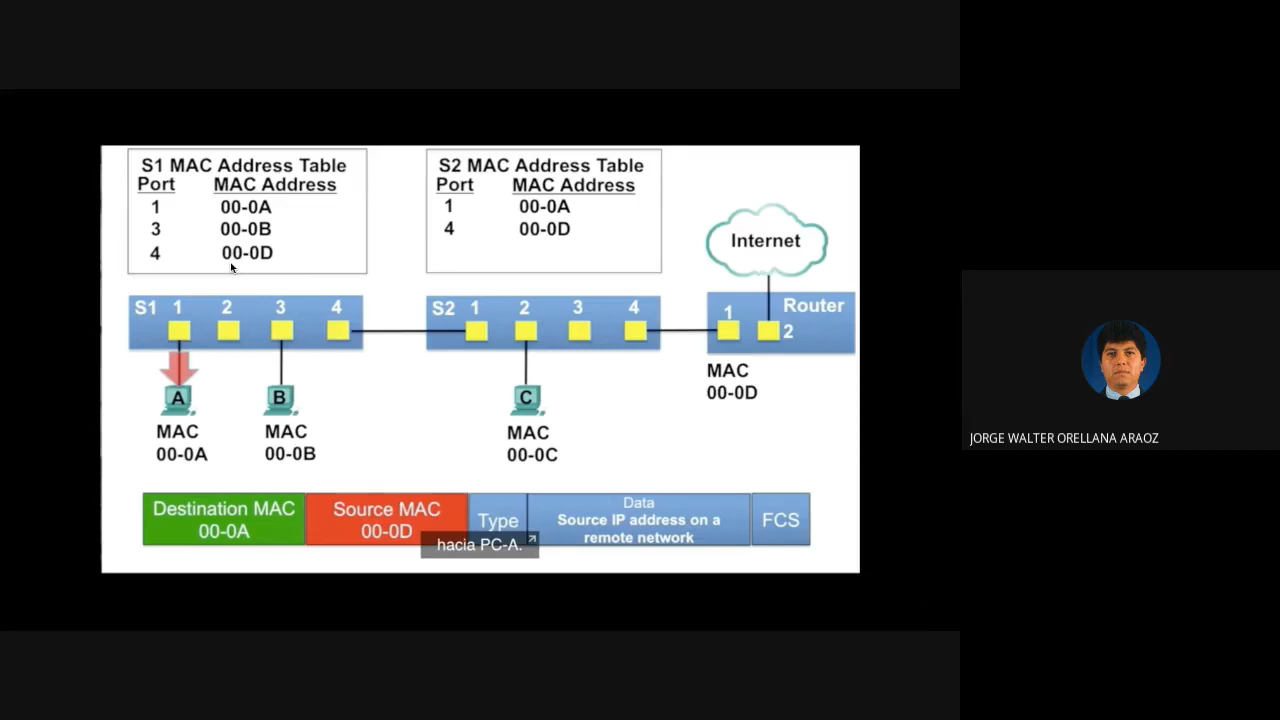 S1 MAC Address Table
Port MAC Address
1 00-0A
3 00-0B
4 00-0D
S2 MAC Address Table
Port MAC Address
1 00-0A
4 00-0D
Internet
S1 1 2 3 4
S2 1 2 3 4
1 Router
2
MAC
00-0D
A
B
C
MAC
00-0A
MAC
00-0B
MAC
00-0C
Destination MAC
00-0A
Source MAC
00-0D
Type
Data
Source IP address on a
remote network
FCS
hacia PC-A.
JORGE WALTER ORELLANA ARAOZ